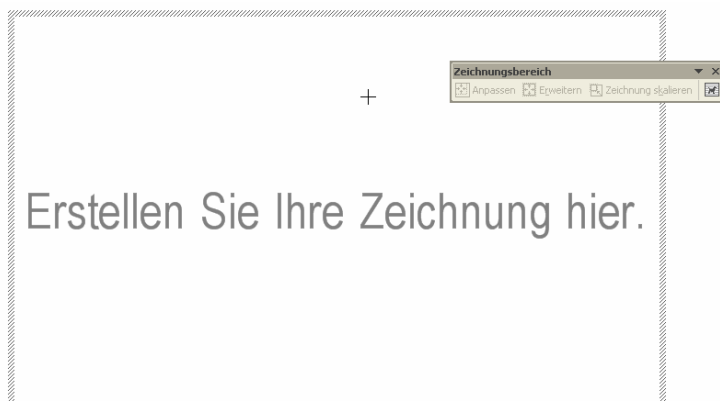 Zeichnungsbereich
Anpassen Erweitern Zeichnung skalieren
Erstellen Sie Ihre Zeichnung hier.